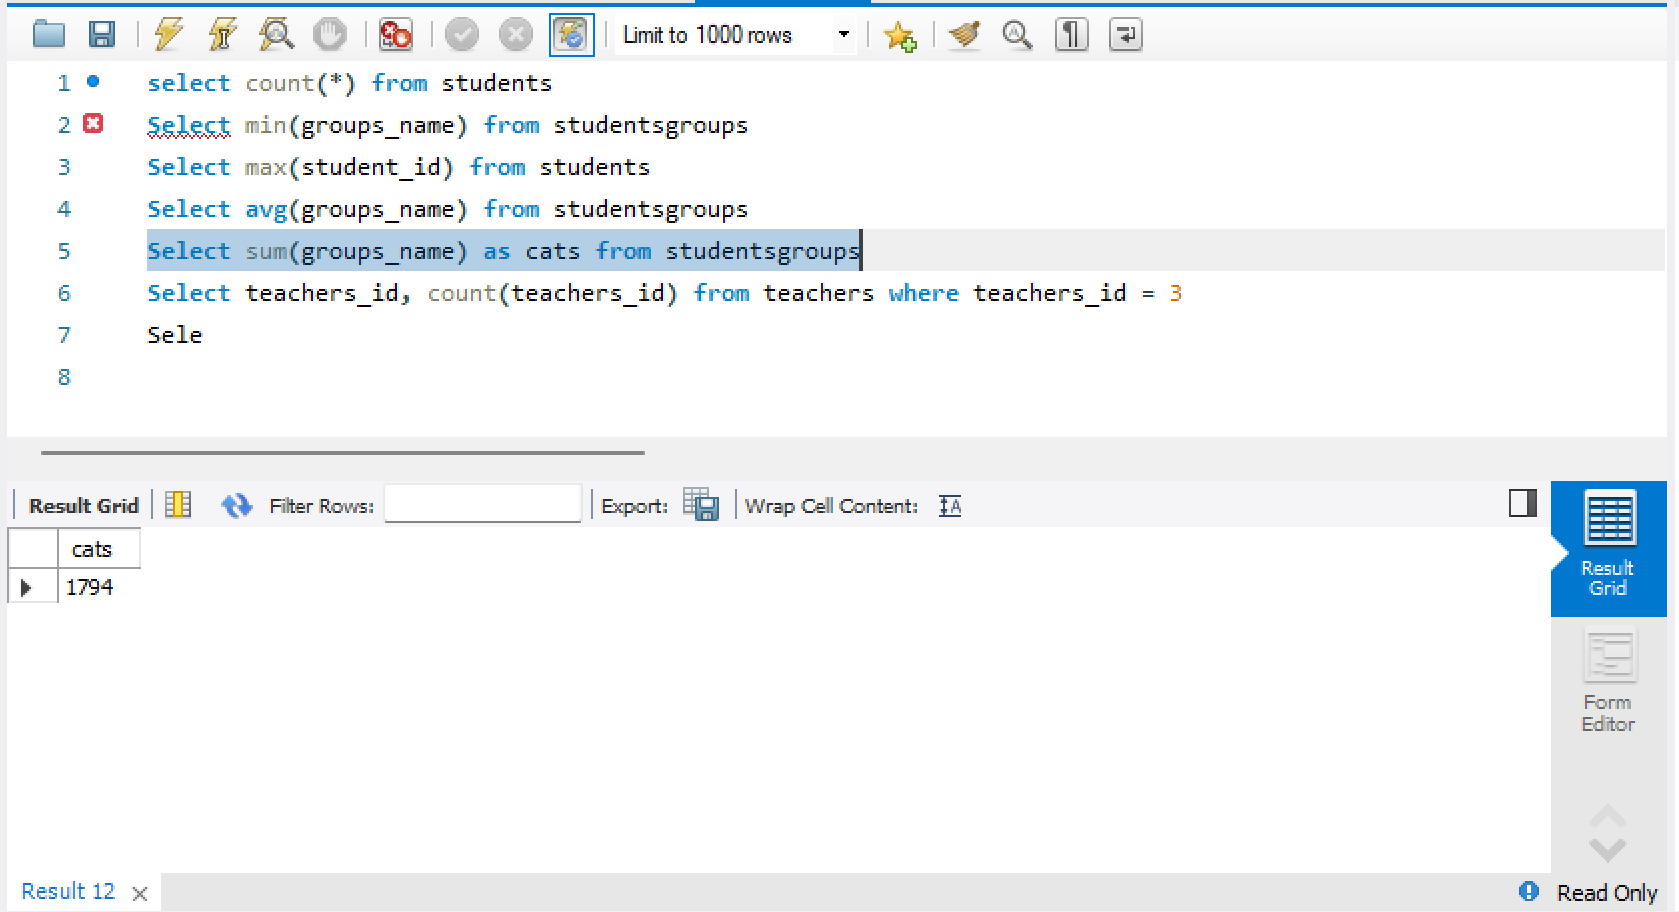 Limit to 1000 rows
1 select count(*) from students
2 Select min(groups_name) from studentsgroups
3 Select max(student_id) from students
4 Select avg(groups_name) from studentsgroups
5 Select sum(groups_name) as cats from studentsgroups
6 Select teachers_id, count(teachers_id) from teachers where teachers_id = 3
7 Sele
8
Result Grid Filter Rows: Export: Wrap Cell Content:
cats
1794
Result
Grid
Form
Editor
Result 12
Read Only